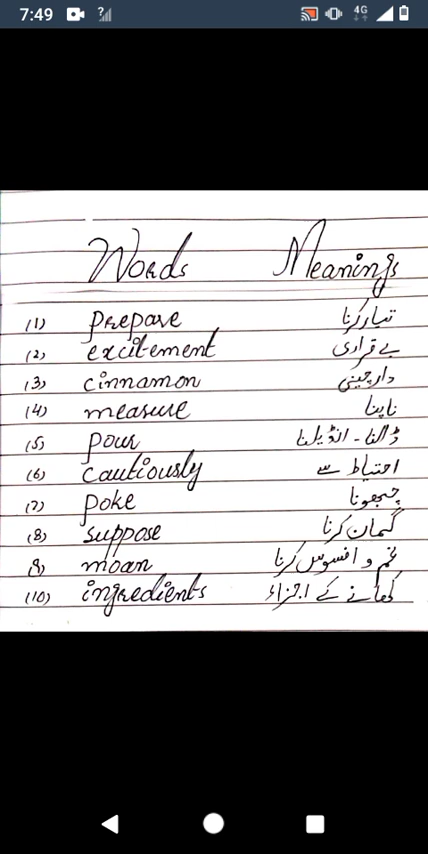 7:49 ? 4G
Words Meanings
(1) prepare تیار کرنا
(2) excitement بے قراری
(3) cinnamon دار چینی
(4) measure ناپنا
(5) pour ڈالنا - انڈیلنا
(6) cautiously احتیاط سے
(7) poke چبھونا
(8) suppose گمان کرنا
(9) moan غم و افسوس کرنا
(10) ingredients کھانے کے اجزاء